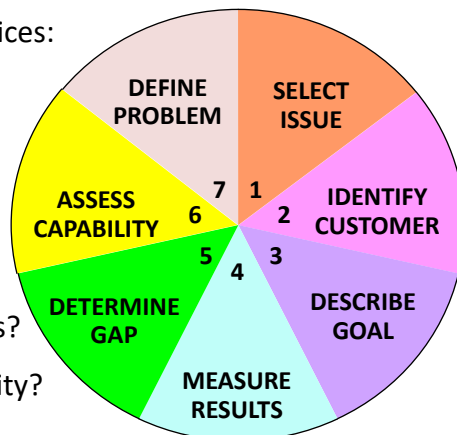 ices:
DEFINE
PROBLEM
SELECT
ISSUE
ASSESS
CAPABILITY
7
1
6
2
5
3
4
IDENTIFY
CUSTOMER
DETERMINE
GAP
DESCRIBE
GOAL
s?
MEASURE
RESULTS
ity?